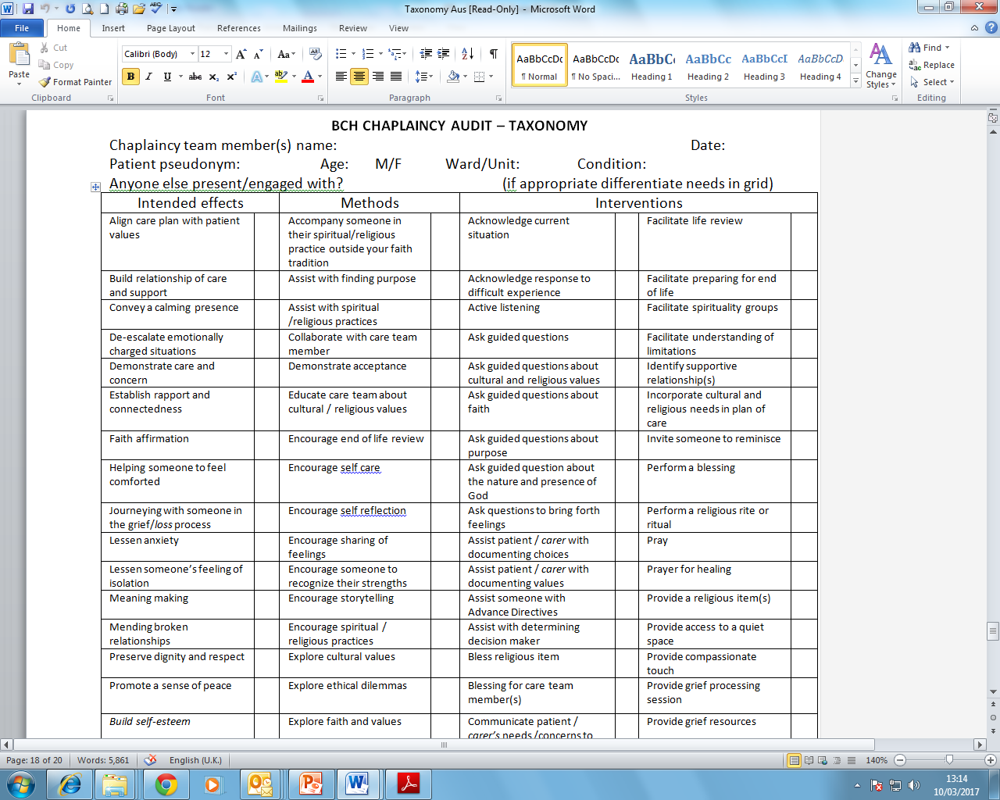 Taxonomy Aus [Read-Only] - Microsoft Word
File Home Insert Page Layout References Mailings Review View
Paste
Cut
Copy
Format Painter
Clipboard
Calibri (Body) 12
Font
Paragraph
AaBbCcDc AaBbCcDc AaBbCc AaBbCc AaBbCcI AaBbCcD
¶ Normal ¶ No Spaci... Heading 1 Heading 2 Heading 3 Heading 4
Styles
Change Styles
Find
Replace
Select
Editing
BCH CHAPLAINCY AUDIT – TAXONOMY
Chaplaincy team member(s) name: Date:
Patient pseudonym: Age: M/F Ward/Unit: Condition:
Anyone else present/engaged with? (if appropriate differentiate needs in grid)
Intended effects Methods Interventions
Align care plan with patient values
Accompany someone in their spiritual/religious practice outside your faith tradition
Acknowledge current situation
Facilitate life review
Build relationship of care and support
Assist with finding purpose
Acknowledge response to difficult experience
Facilitate preparing for end of life
Convey a calming presence
Assist with spiritual /religious practices
Active listening
Facilitate spirituality groups
De-escalate emotionally charged situations
Collaborate with care team member
Ask guided questions
Facilitate understanding of limitations
Demonstrate care and concern
Demonstrate acceptance
Ask guided questions about cultural and religious values
Identify supportive relationship(s)
Establish rapport and connectedness
Educate care team about cultural / religious values
Ask guided questions about faith
Incorporate cultural and religious needs in plan of care
Faith affirmation
Encourage end of life review
Ask guided questions about purpose
Invite someone to reminisce
Helping someone to feel comforted
Encourage self care
Ask guided question about the nature and presence of God
Perform a blessing
Journeying with someone in the grief/loss process
Encourage self reflection
Ask questions to bring forth feelings
Perform a religious rite or ritual
Lessen anxiety
Encourage sharing of feelings
Assist patient / carer with documenting choices
Pray
Lessen someone's feeling of isolation
Encourage someone to recognize their strengths
Assist patient / carer with documenting values
Prayer for healing
Meaning making
Encourage storytelling
Assist someone with Advance Directives
Provide a religious item(s)
Mending broken relationships
Encourage spiritual / religious practices
Assist with determining decision maker
Provide access to a quiet space
Preserve dignity and respect
Explore cultural values
Bless religious item
Provide compassionate touch
Promote a sense of peace
Explore ethical dilemmas
Blessing for care team member(s)
Provide grief processing session
Build self-esteem
Explore faith and values
Communicate patient / carer's needs /concerns to
Provide grief resources
Page: 18 of 20 Words: 5,861 English (U.K.) 140%
13:14
10/03/2017